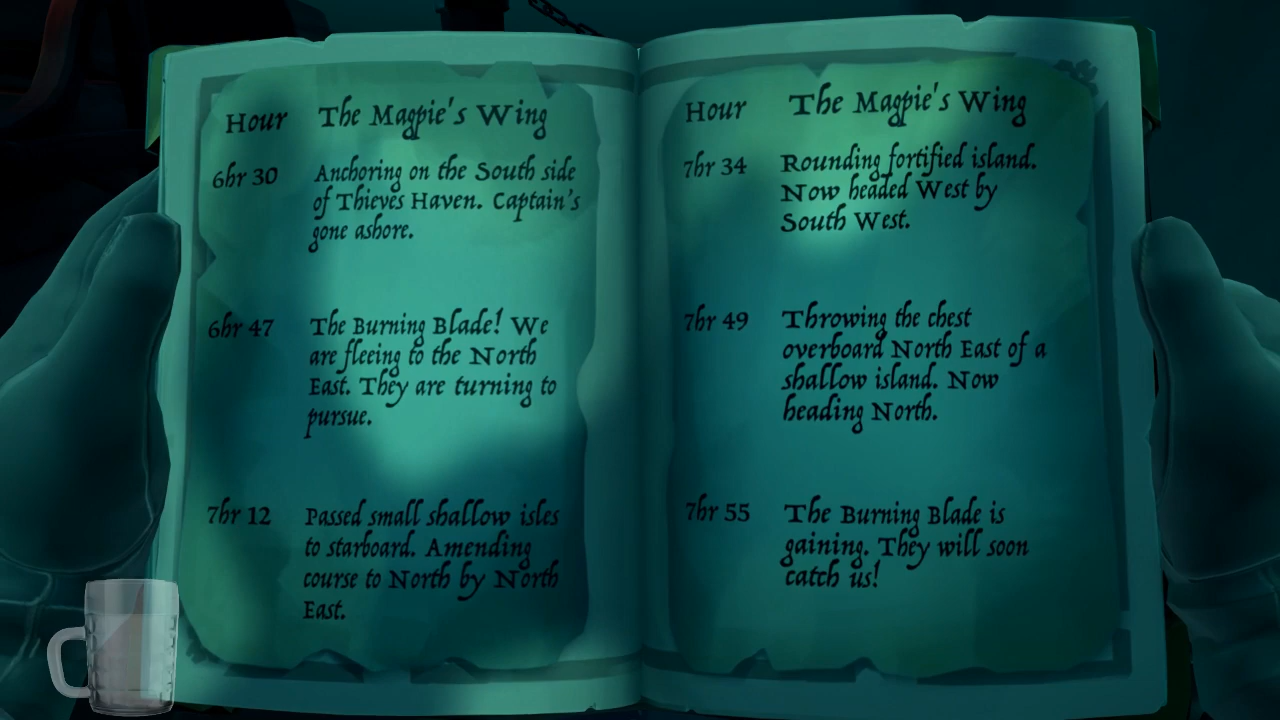 Hour The Magpie's Wing
6hr 30 Anchoring on the South side
of Thieves Haven. Captain's
gone ashore.
6hr 47 The Burning Blade! We
are fleeing to the North
East. They are turning to
pursue.
7hr 12 Passed small shallow isles
to starboard. Amending
course to North by North
East.
Hour The Magpie's Wing
7hr 34 Rounding fortified island.
Now headed West by
South West.
7hr 49 Throwing the chest
overboard North East of a
shallow island. Now
heading North.
7hr 55 The Burning Blade is
gaining. They will soon
catch us!